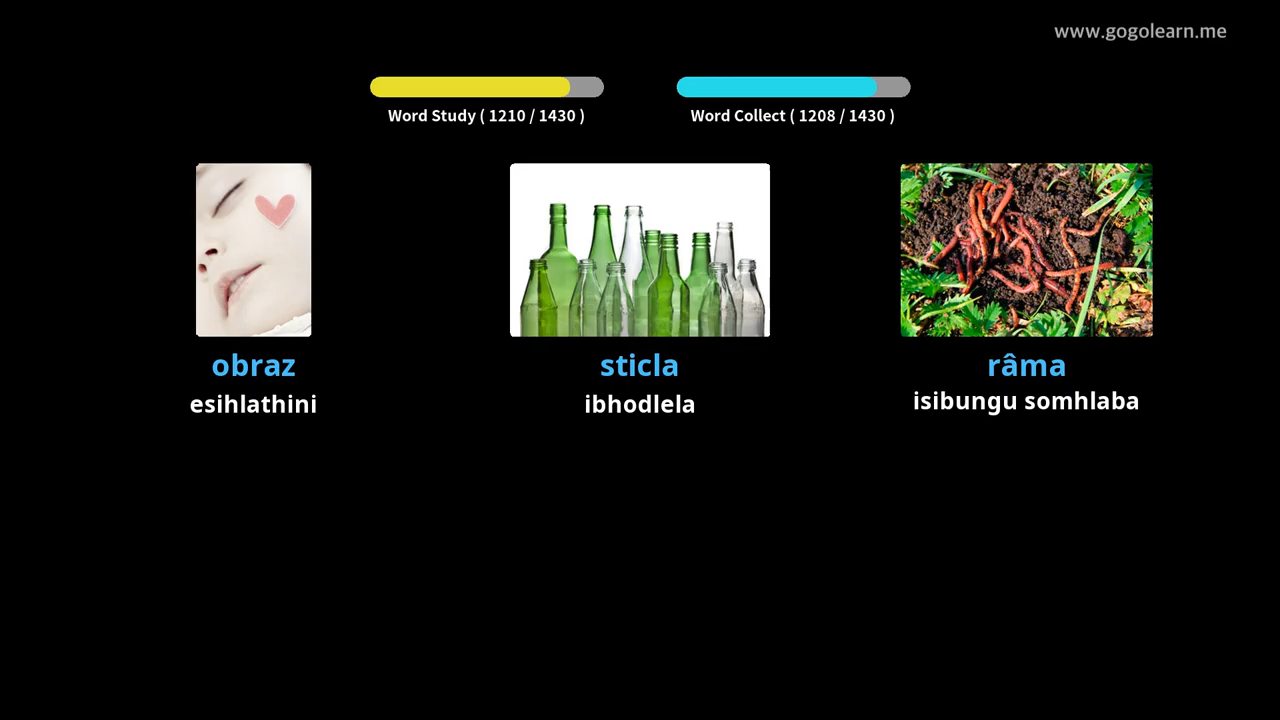 www.gogolearn.me
Word Study ( 1210 / 1430 )
Word Collect ( 1208 / 1430 )
obraz
esihlathini
sticla
ibhodlela
râma
isibungu somhlaba